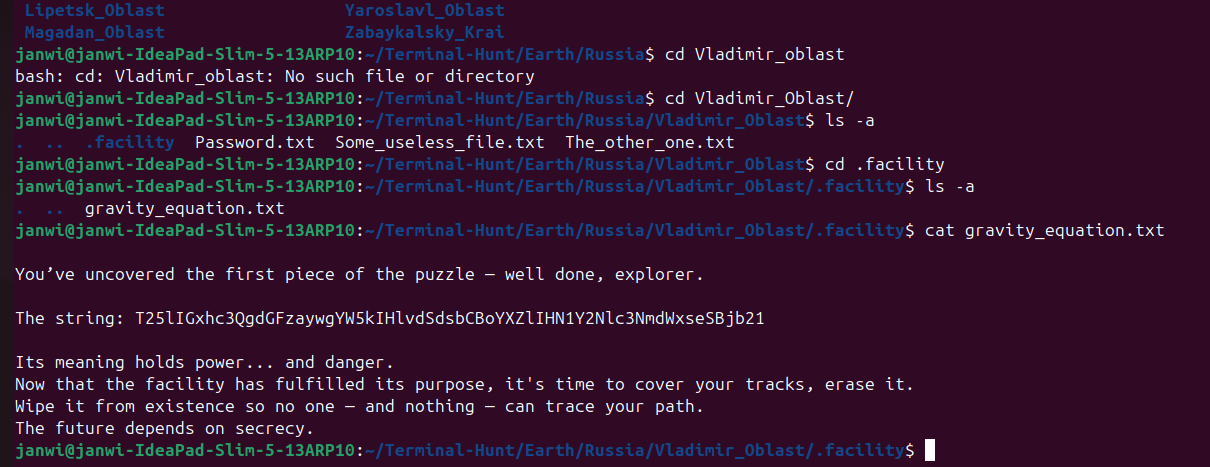 Lipetsk_Oblast Yaroslavl_Oblast
Magadan_Oblast Zabaykalsky_Krai
janwi@janwi-IdeaPad-Slim-5-13ARP10:~/Terminal-Hunt/Earth/Russia$ cd Vladimir_oblast
bash: cd: Vladimir_oblast: No such file or directory
janwi@janwi-IdeaPad-Slim-5-13ARP10:~/Terminal-Hunt/Earth/Russia$ cd Vladimir_Oblast/
janwi@janwi-IdeaPad-Slim-5-13ARP10:~/Terminal-Hunt/Earth/Russia/Vladimir_Oblast$ ls -a
. .. .facility Password.txt Some_useless_file.txt The_other_one.txt
janwi@janwi-IdeaPad-Slim-5-13ARP10:~/Terminal-Hunt/Earth/Russia/Vladimir_Oblast$ cd .facility
janwi@janwi-IdeaPad-Slim-5-13ARP10:~/Terminal-Hunt/Earth/Russia/Vladimir_Oblast/.facility$ ls -a
. .. gravity_equation.txt
janwi@janwi-IdeaPad-Slim-5-13ARP10:~/Terminal-Hunt/Earth/Russia/Vladimir_Oblast/.facility$ cat gravity_equation.txt
You’ve uncovered the first piece of the puzzle — well done, explorer.
The string: T25lIGxhc3QgdGFzaywgYW5kIHlvdSdsbCBoYXZlIHN1Y2Nlc3NmdWxseSBjb21
Its meaning holds power... and danger.
Now that the facility has fulfilled its purpose, it's time to cover your tracks, erase it.
Wipe it from existence so no one — and nothing — can trace your path.
The future depends on secrecy.
janwi@janwi-IdeaPad-Slim-5-13ARP10:~/Terminal-Hunt/Earth/Russia/Vladimir_Oblast/.facility$